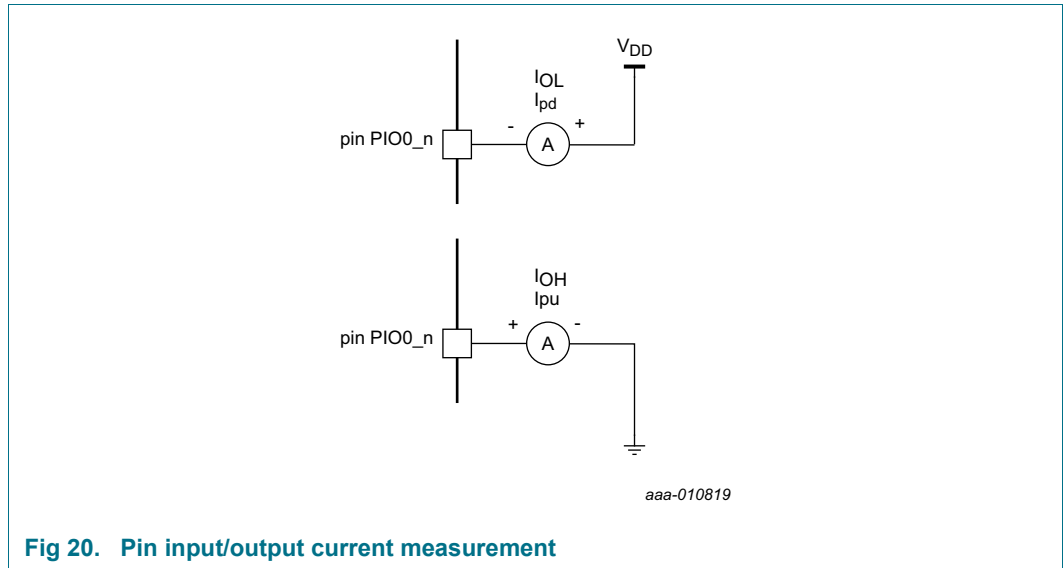 VDD
IOL
Ipd
- +
pin PIO0_n A
IOH
Ipu
+ -
pin PIO0_n A
aaa-010819
Fig 20. Pin input/output current measurement